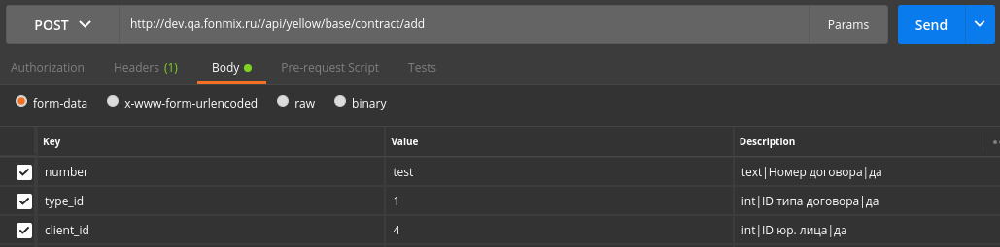 POST http://dev.qa.fonmix.ru//api/yellow/base/contract/add Params Send
Authorization Headers (1) Body Pre-request Script Tests
form-data x-www-form-urlencoded raw binary
Key Value Description
number test text|Номер договора|да
type_id 1 int|ID типа договора|да
client_id 4 int|ID юр. лица|да